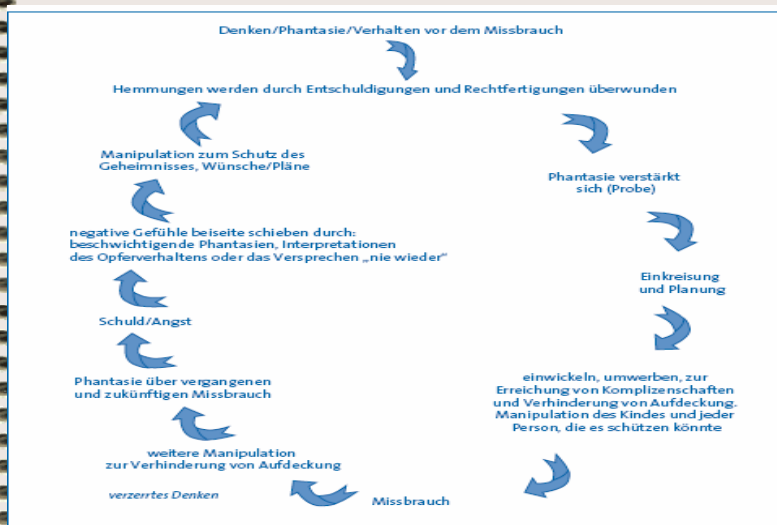 Denken/Phantasie/Verhalten vor dem Missbrauch
Hemmungen werden durch Entschuldigungen und Rechtfertigungen überwunden
Phantasie verstärkt
sich (Probe)
Einkreisung
und Planung
einwickeln, umwerben, zur
Erreichung von Komplizenschaften
und Verhinderung von Aufdeckung.
Manipulation des Kindes und jeder
Person, die es schützen könnte
Missbrauch
weitere Manipulation
zur Verhinderung von Aufdeckung
Phantasie über vergangenen
und zukünftigen Missbrauch
Schuld/Angst
negative Gefühle beiseite schieben durch:
beschwichtigende Phantasien, Interpretationen
des Opferverhaltens oder das Versprechen „nie wieder“
Manipulation zum Schutz des
Geheimnisses, Wünsche/Pläne
verzerrtes Denken